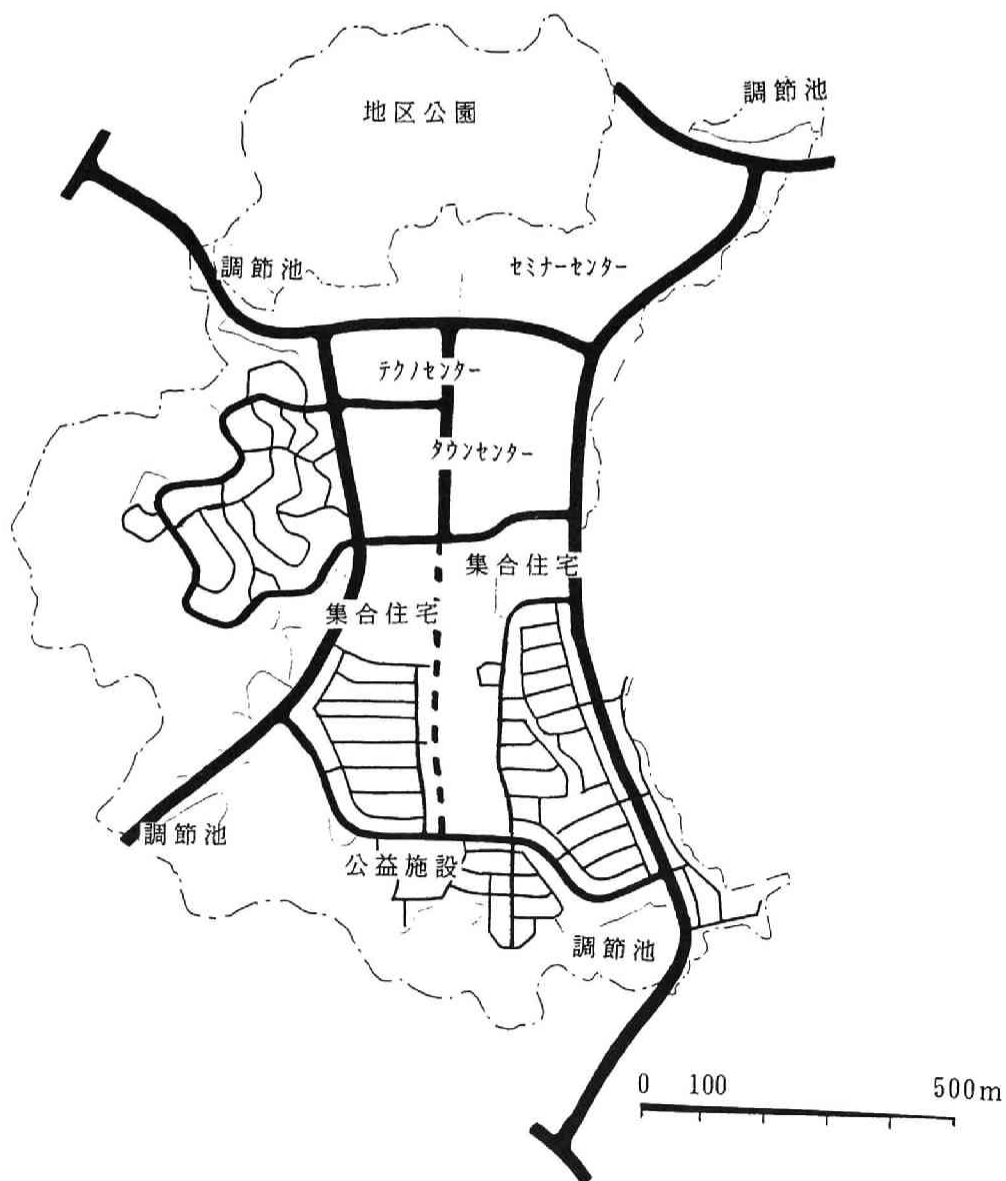 調節池
地区公園
調節池
セミナーセンター
テクノセンター
タウンセンター
集合住宅
集合住宅
調節池
公益施設
調節池
0 100 500m